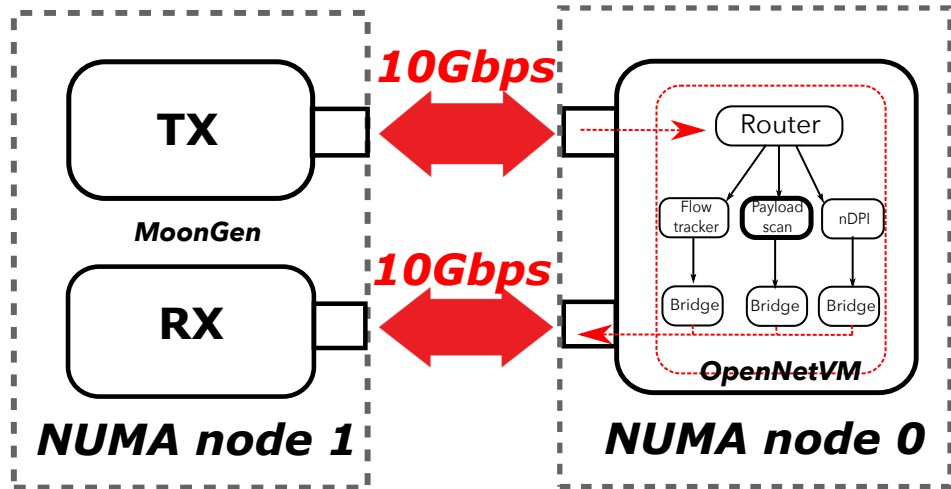 10Gbps
TX
MoonGen
10Gbps
RX
NUMA node 1
Router
Flow
tracker
Payload
scan
nDPI
Bridge
Bridge
Bridge
OpenNetVM
NUMA node 0